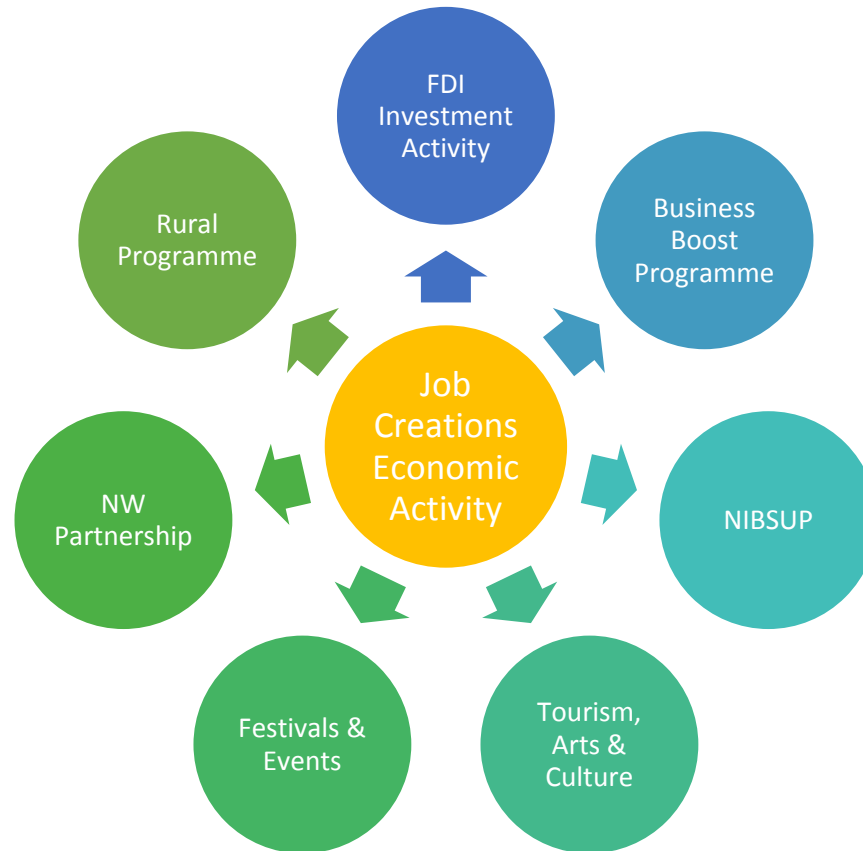 FDI
Investment
Activity
Business
Boost
Programme
NIBSUP
Tourism,
Arts &
Culture
Festivals &
Events
NW
Partnership
Rural
Programme
Job
Creations
Economic
Activity